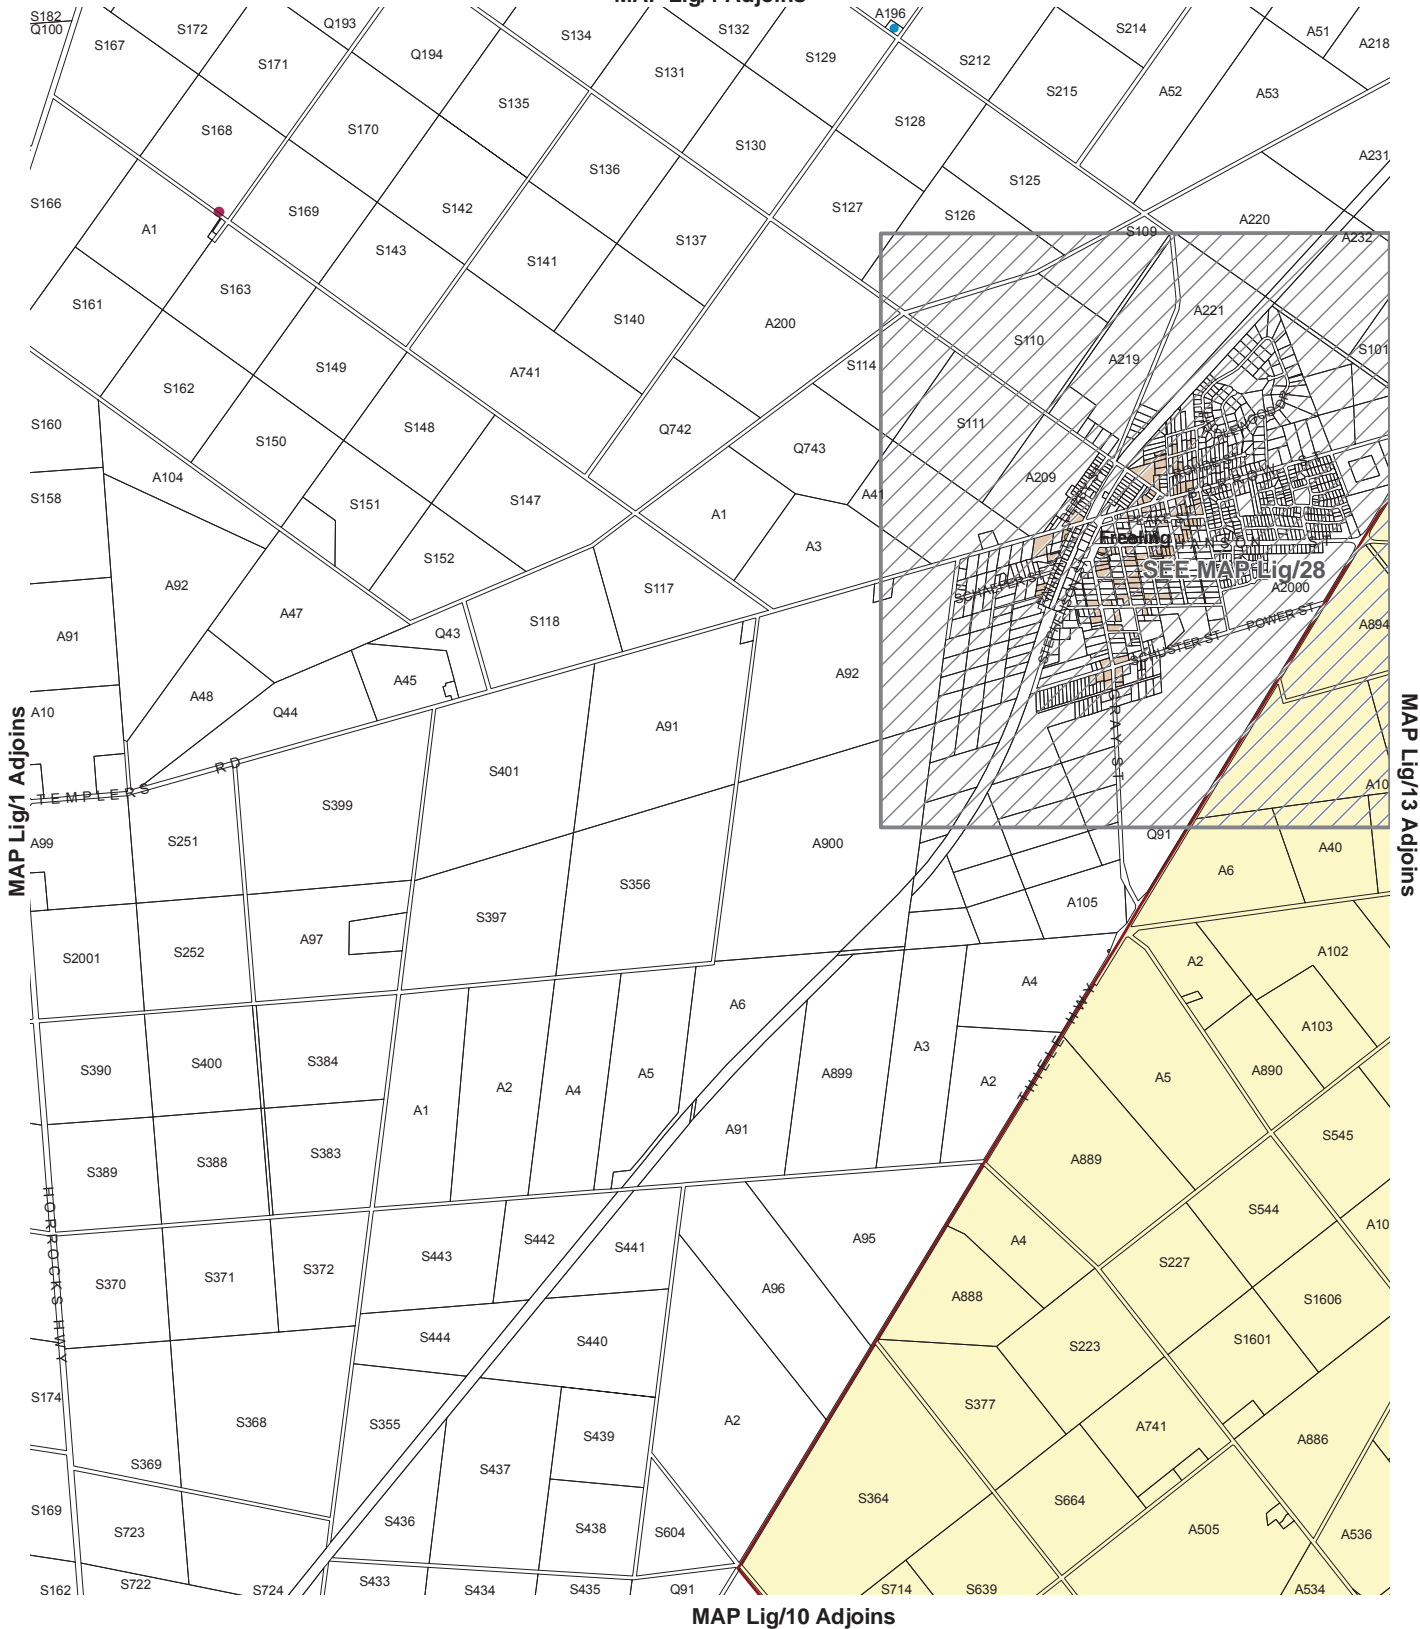 S182
Q100
S167
S172
Q193
Q194
S134
S132
A196
S129
S212
S214
A51
A218
S171
S131
S135
S215
A52
A53
S168
S170
S130
S128
A231
S136
S125
S166
A1
S169
S142
S127
S126
A220
S109
A232
S143
S137
S141
S161
S163
S140
A200
A221
S110
S101
A219
S114
S149
A741
S162
S160
S150
S148
Q742
S111
Q743
A104
A209
S158
S151
S147
A41
A1
A3
S152
Freeling
SEE MAP Lig/28
A2000
A92
S117
A47
Q43
S118
SCHAEFER ST
POWER ST
A894
A91
SCHUSTER ST
A45
A92
A48
Q44
A10
A91
GRAY ST
RD
S401
TEMPLERS
S399
A10
A99
S251
A900
Q91
A40
A6
S356
S397
A105
A97
S252
S2001
A102
A2
A4
A6
A103
S390
S400
S384
A3
A899
A5
A2
A4
A2
A5
A890
THIELE HWY
A1
A91
S545
S389
S388
S383
A889
HORROCKS HWY
S544
A10
S443
S442
S441
A95
A4
S227
S370
S371
S372
A96
A888
S1606
S444
S440
S223
S1601
S174
S368
S355
A2
S377
S439
A741
A886
S369
S437
S364
S664
S169
S436
S438
S604
S723
A505
A536
S162
S722
S724
S433
S434
S435
Q91
S714
S639
A534
MAP Lig/1 Adjoins
MAP Lig/13 Adjoins
MAP Lig/10 Adjoins